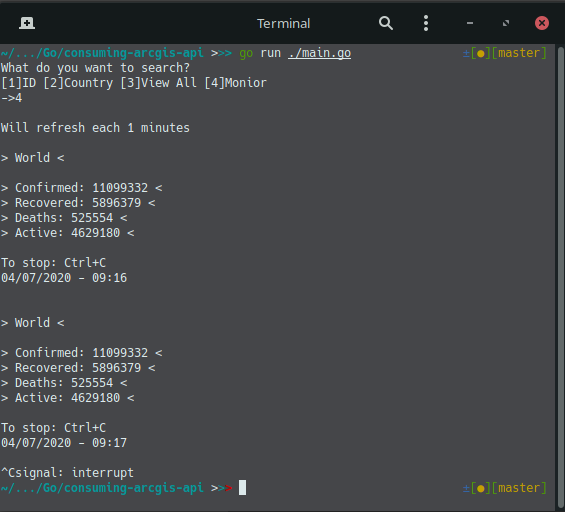 Terminal
~/.../Go/consuming-arcgis-api >>> go run ./main.go ±[●][master]
What do you want to search?
[1]ID [2]Country [3]View All [4]Monior
->4
Will refresh each 1 minutes
> World <
> Confirmed: 11099332 <
> Recovered: 5896379 <
> Deaths: 525554 <
> Active: 4629180 <
To stop: Ctrl+C
04/07/2020 - 09:16
> World <
> Confirmed: 11099332 <
> Recovered: 5896379 <
> Deaths: 525554 <
> Active: 4629180 <
To stop: Ctrl+C
04/07/2020 - 09:17
^Csignal: interrupt
~/.../Go/consuming-arcgis-api >>× ±[●][master]